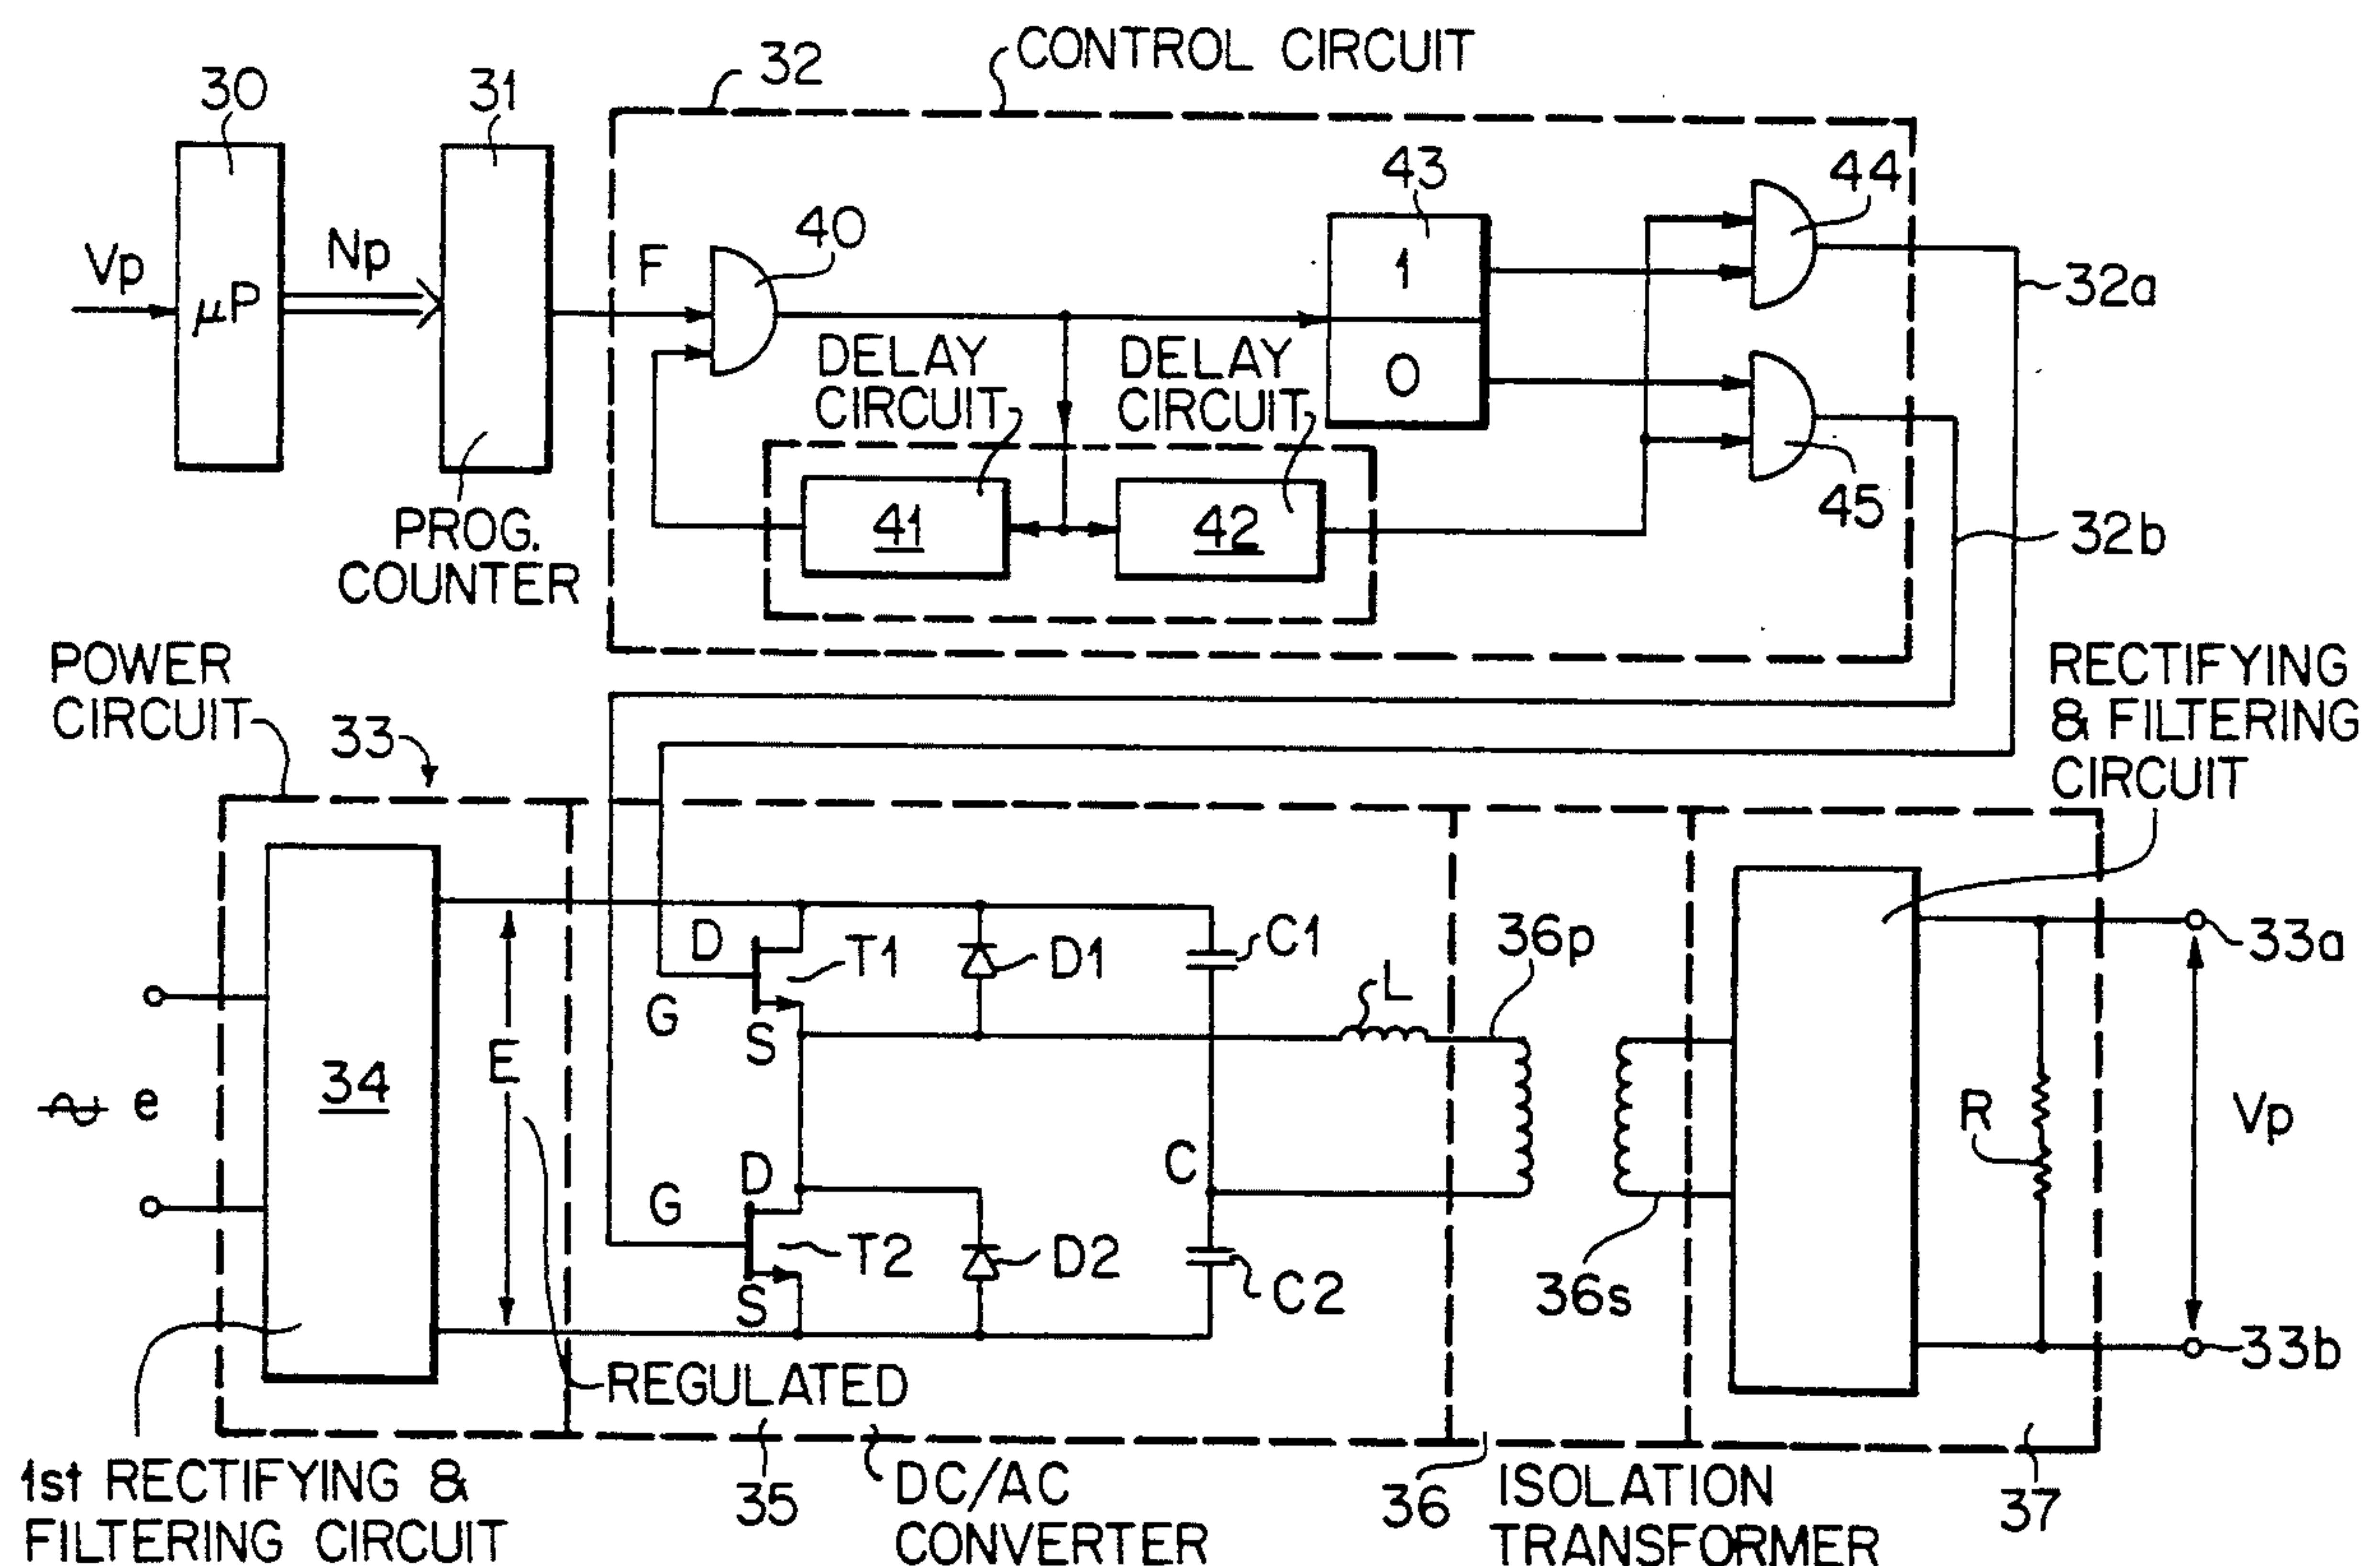 32
CONTROL CIRCUIT
30
31
43
44
40
Vp
μP
Np
F
1
0
32a
DELAY
CIRCUIT
DELAY
CIRCUIT
41
42
45
32b
PROG.
COUNTER
POWER
CIRCUIT
33
RECTIFYING
& FILTERING
CIRCUIT
D
T1
D1
C1
36p
33a
G
S
L
E
34
e
R
Vp
C
D
G
T2
D2
C2
S
36s
33b
REGULATED
1st RECTIFYING &
FILTERING CIRCUIT
35
DC/AC
CONVERTER
36
ISOLATION
TRANSFORMER
37